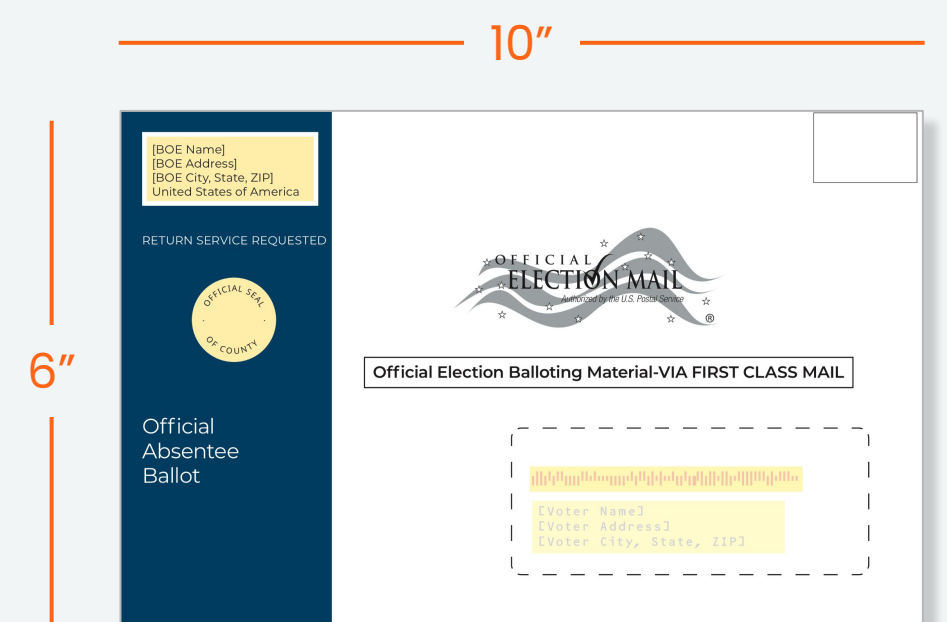 10”
6”
[BOE Name]
[BOE Address]
[BOE City, State, ZIP]
United States of America
RETURN SERVICE REQUESTED
OFFICIAL SEAL
OF COUNTY
Official
Absentee
Ballot
OFFICIAL
ELECTION MAIL
Authorized by the U.S. Postal Service
®
Official Election Balloting Material-VIA FIRST CLASS MAIL
[Voter Name]
[Voter Address]
[Voter City, State, ZIP]